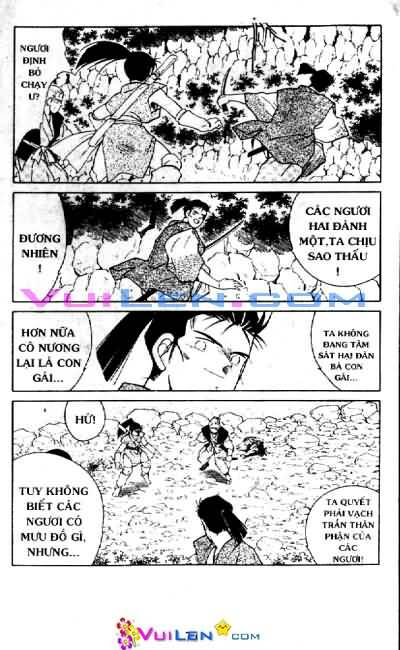 NGƯƠI
ĐỊNH
BỎ
CHẠY
Ư?
CÁC NGƯƠI
HAI ĐÁNH
MỘT, TA CHỊU
SAO THẤU
!
ĐƯƠNG
NHIÊN
!
VuiLen.com
HƠN NỮA
CÔ NƯƠNG
LẠI LÀ CON
GÁI...
TA KHÔNG
ĐANG TÂM
SÁT HẠI ĐÀN
BÀ CON
GÁI...
HỨ!
TUY KHÔNG
BIẾT CÁC
NGƯƠI CÓ
MƯU ĐỒ GÌ,
NHƯNG...
TA QUYẾT
PHẢI VẠCH
TRẦN THÂN
PHẬN CỦA
CÁC
NGƯƠI!
VuiLen.com